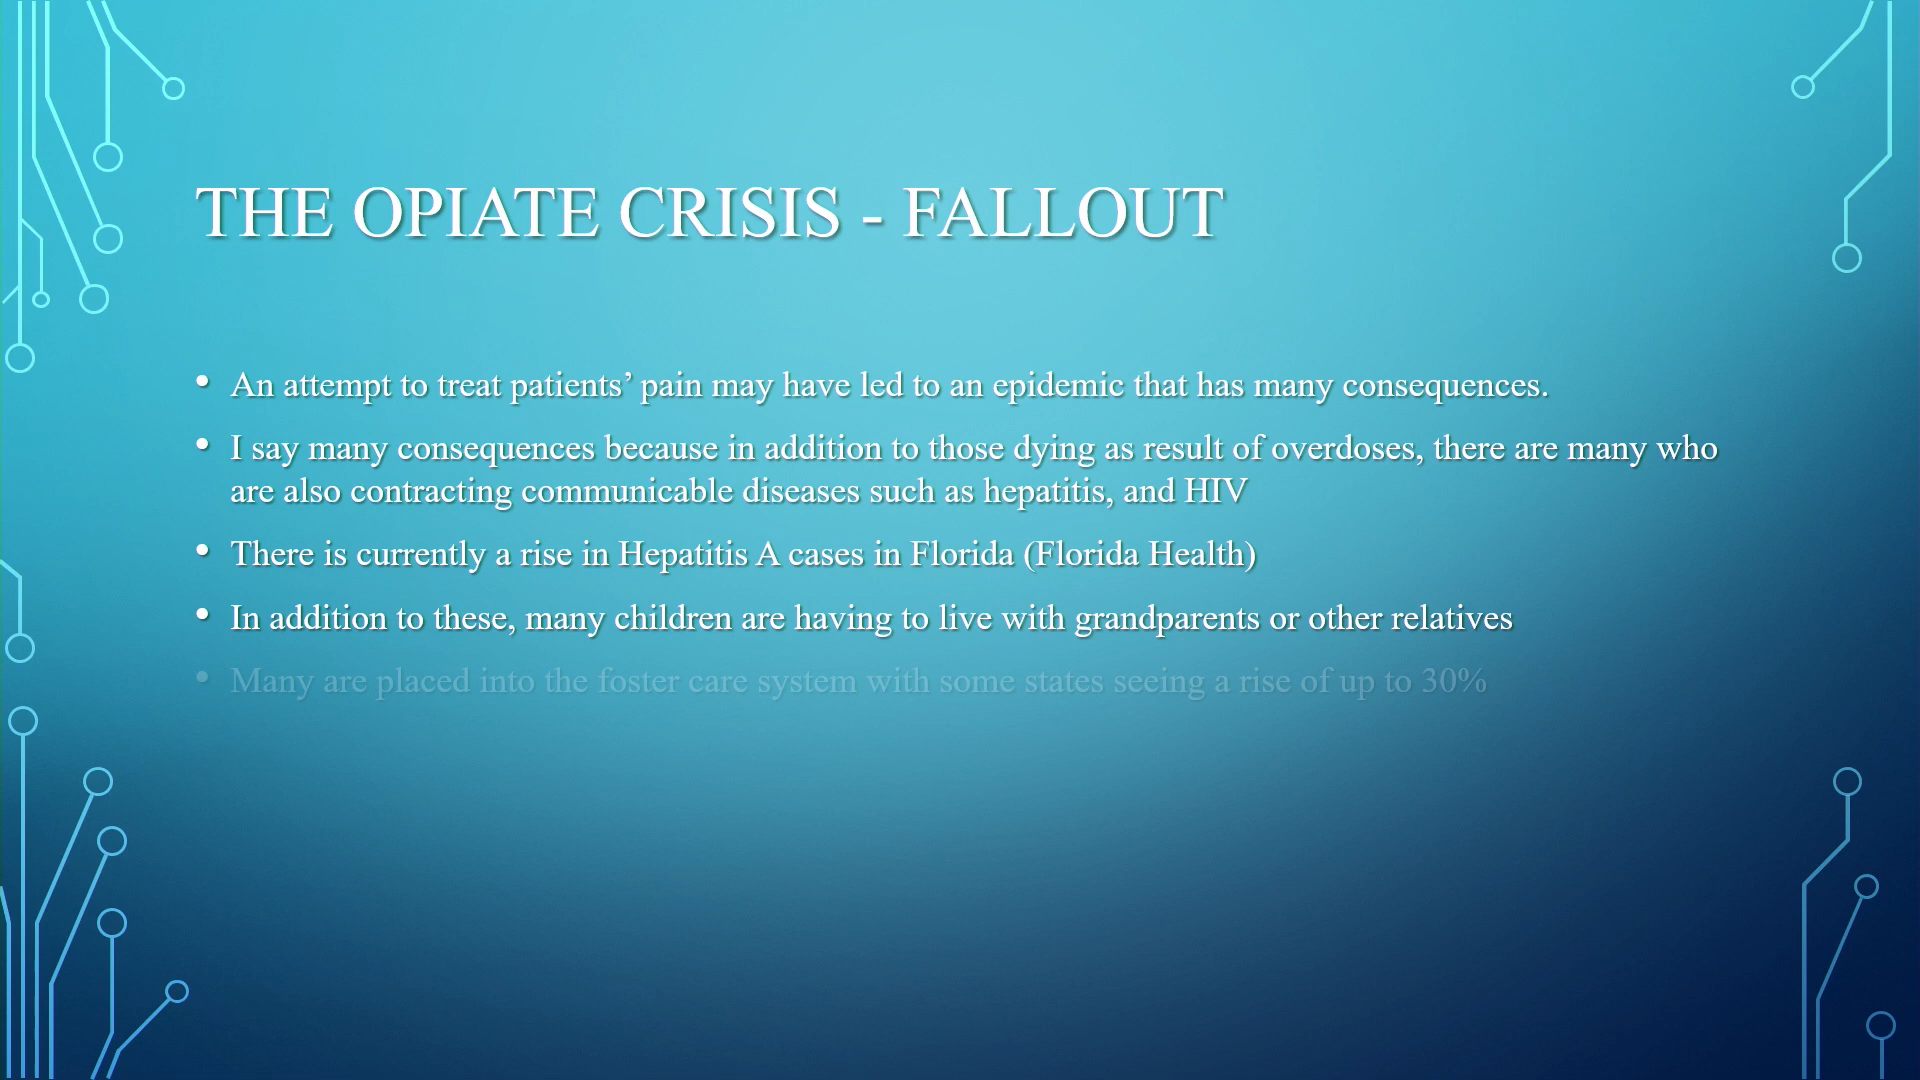 THE OPIATE CRISIS - FALLOUT
• An attempt to treat patients’ pain may have led to an epidemic that has many consequences.
• I say many consequences because in addition to those dying as result of overdoses, there are many who
are also contracting communicable diseases such as hepatitis, and HIV
• There is currently a rise in Hepatitis A cases in Florida (Florida Health)
• In addition to these, many children are having to live with grandparents or other relatives
• Many are placed into the foster care system with some states seeing a rise of up to 30%